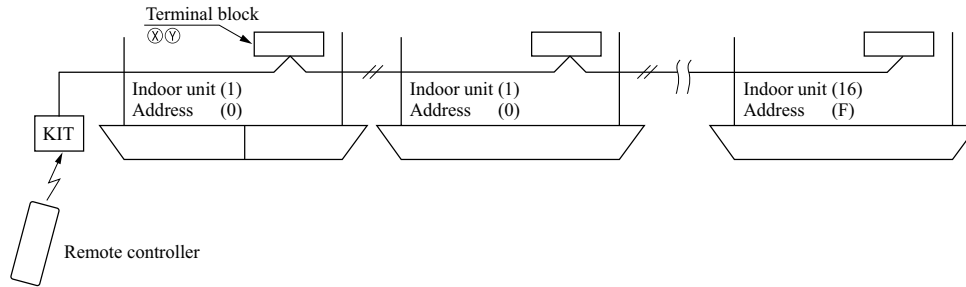 Terminal block
ⓍⓎ
Indoor unit (1)
Address (0)
Indoor unit (1)
Address (0)
Indoor unit (16)
Address (F)
KIT
Remote controller